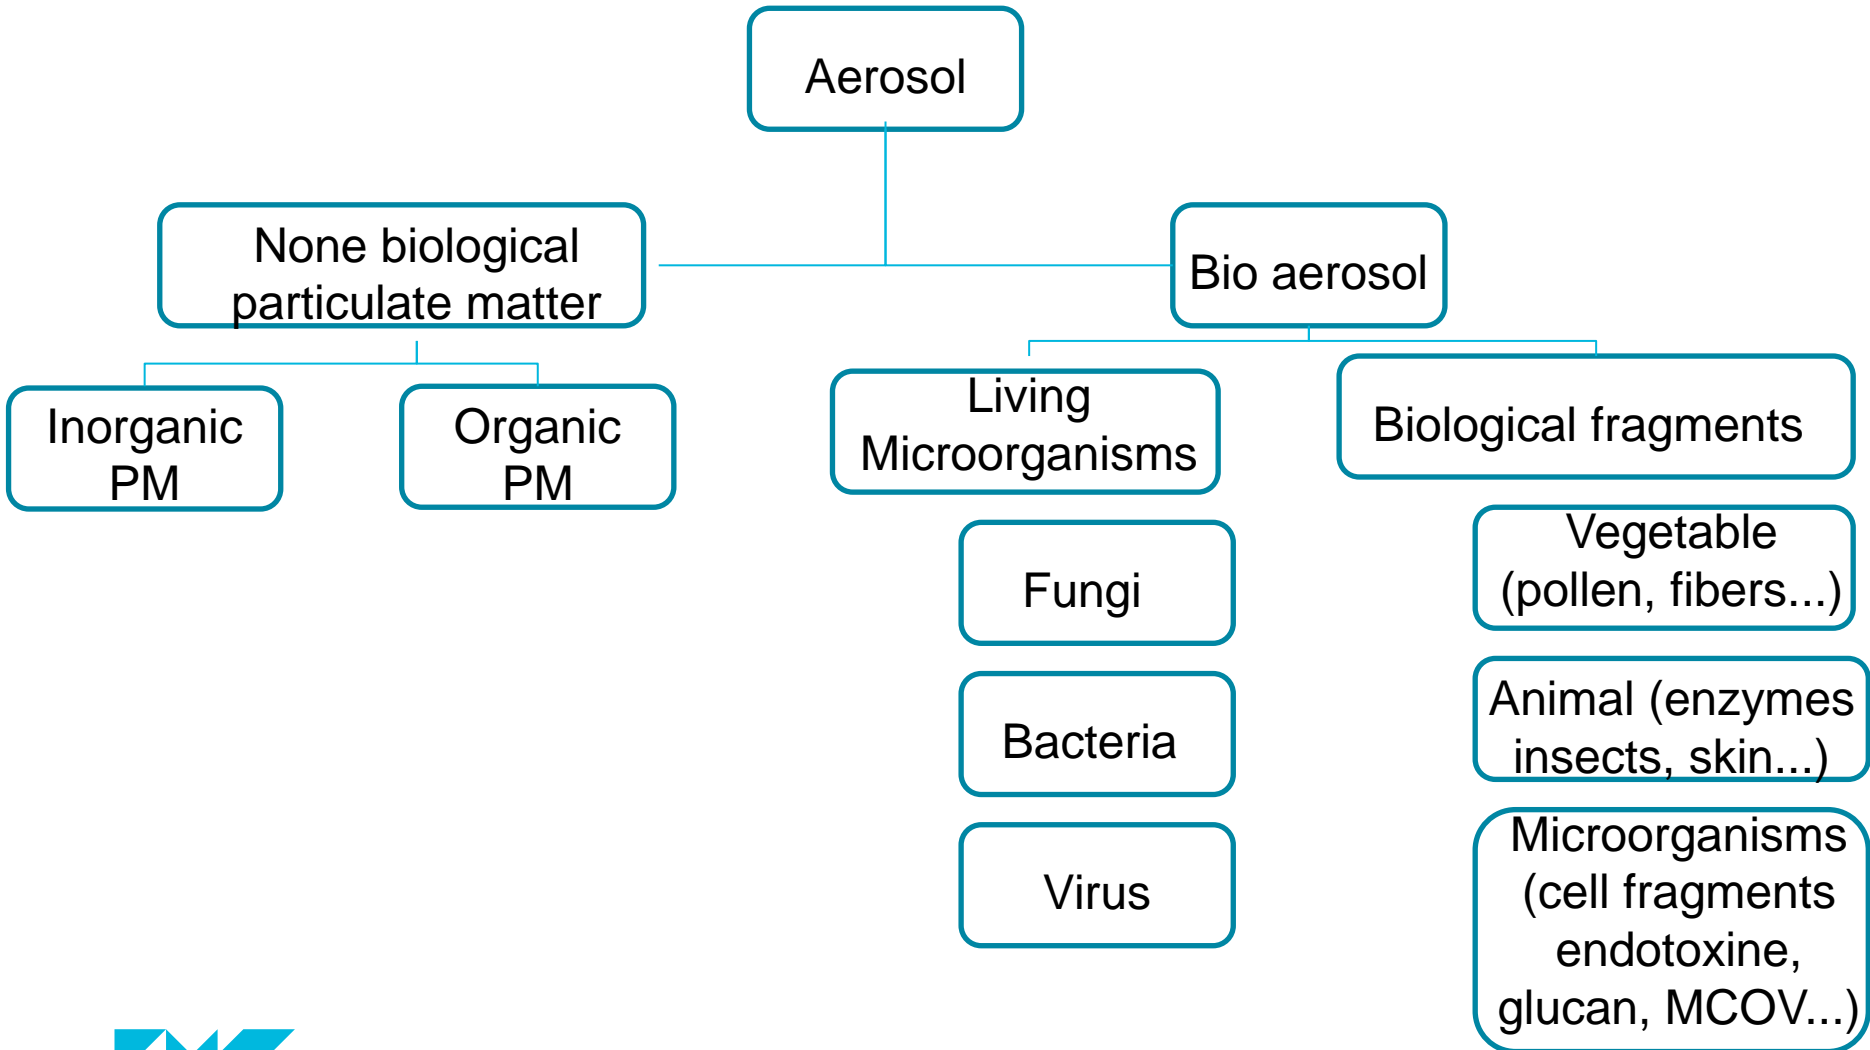 Aerosol
None biological
particulate matter
Bio aerosol
Inorganic
PM
Organic
PM
Living
Microorganisms
Biological fragments
Fungi
Bacteria
Virus
Vegetable
(pollen, fibers...)
Animal (enzymes
insects, skin...)
Microorganisms
(cell fragments
endotoxine,
glucan, MCOV...)